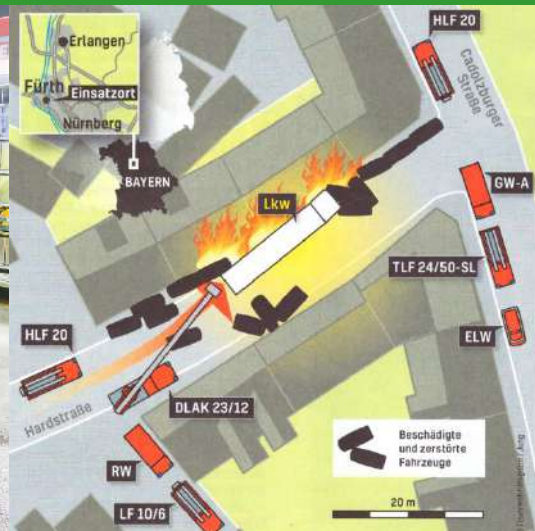 HLF 20
Erlangen
Cadolzburger
Straße
Fürth
Einsatzort
Nürnberg
BAYERN
GW-A
Lkw
TLF 24/50-SL
ELW
HLF 20
DLAK 23/12
Hardstraße
Beschädigte
und zerstörte
Fahrzeuge
RW
LF 10/6
20 m